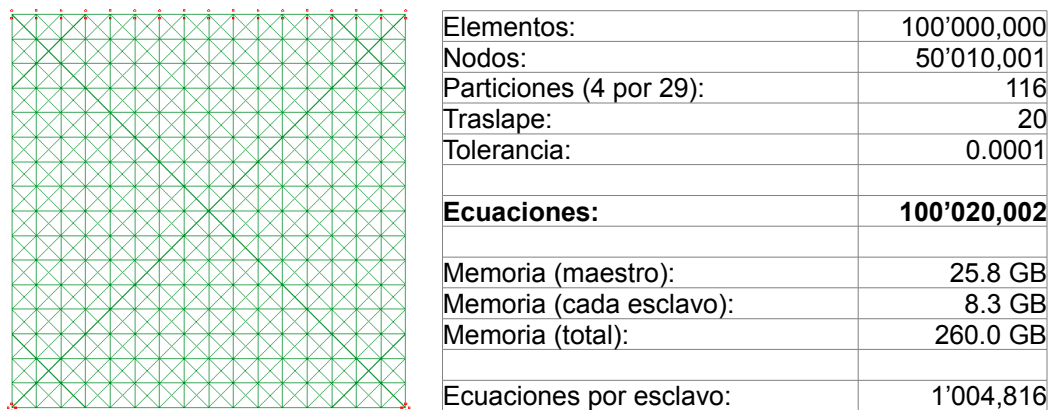 Elementos: 100’000,000
Nodos: 50’010,001
Particiones (4 por 29): 116
Traslape: 20
Tolerancia: 0.0001
Ecuaciones: 100’020,002
Memoria (maestro): 25.8 GB
Memoria (cada esclavo): 8.3 GB
Memoria (total): 260.0 GB
Ecuaciones por esclavo: 1’004,816